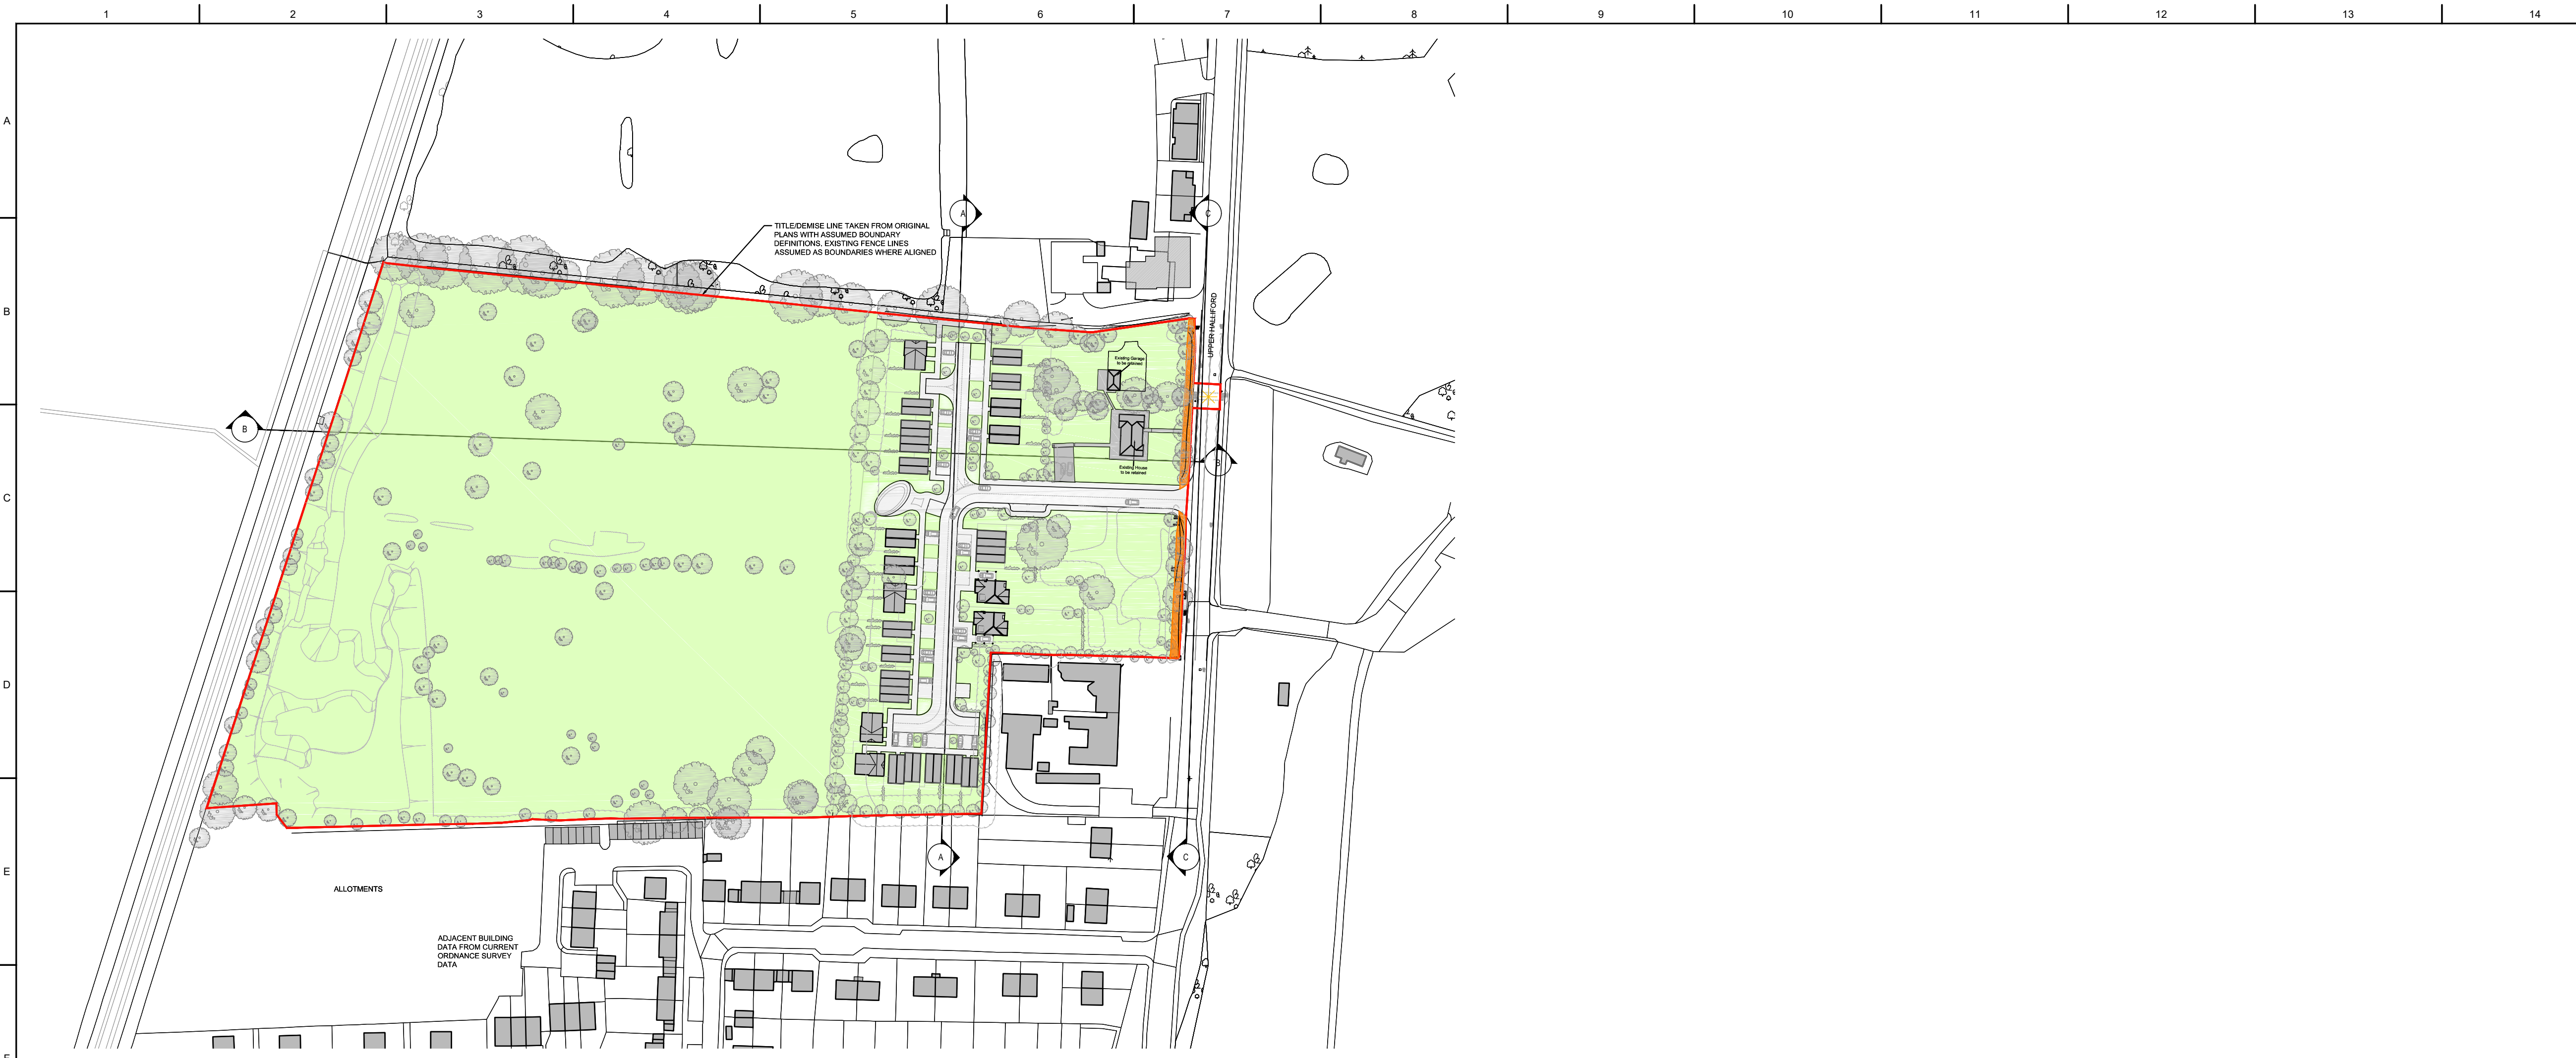 1 2 3 4 5 6 7 8 9 10 11 12 13 14
A
A
C
TITLE/DEMISE LINE TAKEN FROM ORIGINAL
PLANS WITH ASSUMED BOUNDARY
DEFINITIONS. EXISTING FENCE LINES
ASSUMED AS BOUNDARIES WHERE ALIGNED
B
UPPER HALLIFORD
Existing Garage
to be retained
B
B
Existing House
to be retained
C
D
A
C
E
ALLOTMENTS
ADJACENT BUILDING
DATA FROM CURRENT
ORDNANCE SURVEY
DATA